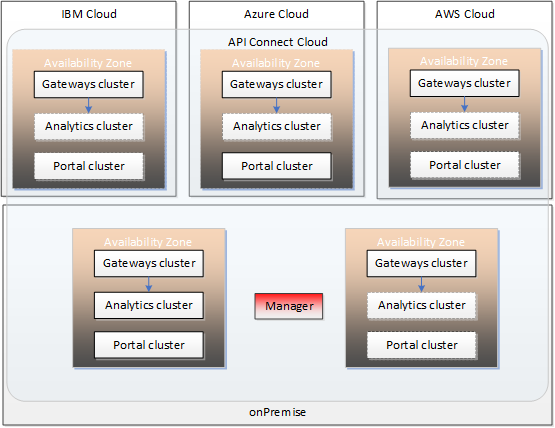 IBM Cloud
Azure Cloud
AWS Cloud
API Connect Cloud
Availability Zone
Gateways cluster
Analytics cluster
Portal cluster
Availability Zone
Gateways cluster
Analytics cluster
Portal cluster
Availability Zone
Gateways cluster
Analytics cluster
Portal cluster
Availability Zone
Gateways cluster
Analytics cluster
Portal cluster
Manager
Availability Zone
Gateways cluster
Analytics cluster
Portal cluster
onPremise